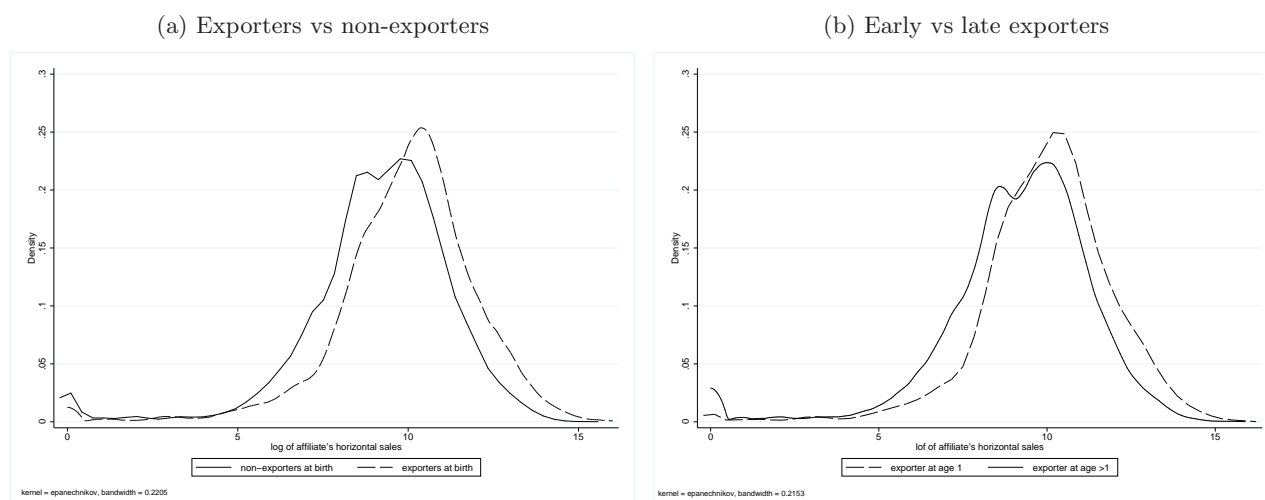 (a) Exporters vs non-exporters
.3
.25
.2
.15
.1
.05
0
Density
0 5 10 15
log of affiliate's horizontal sales
non−exporters at birth exporters at birth
kernel = epanechnikov, bandwidth = 0.2205
(b) Early vs late exporters
.3
.25
.2
.15
.1
.05
0
Density
0 5 10 15
lof of affiliate's horizontal sales
exporter at age 1 exporter at age >1
kernel = epanechnikov, bandwidth = 0.2153